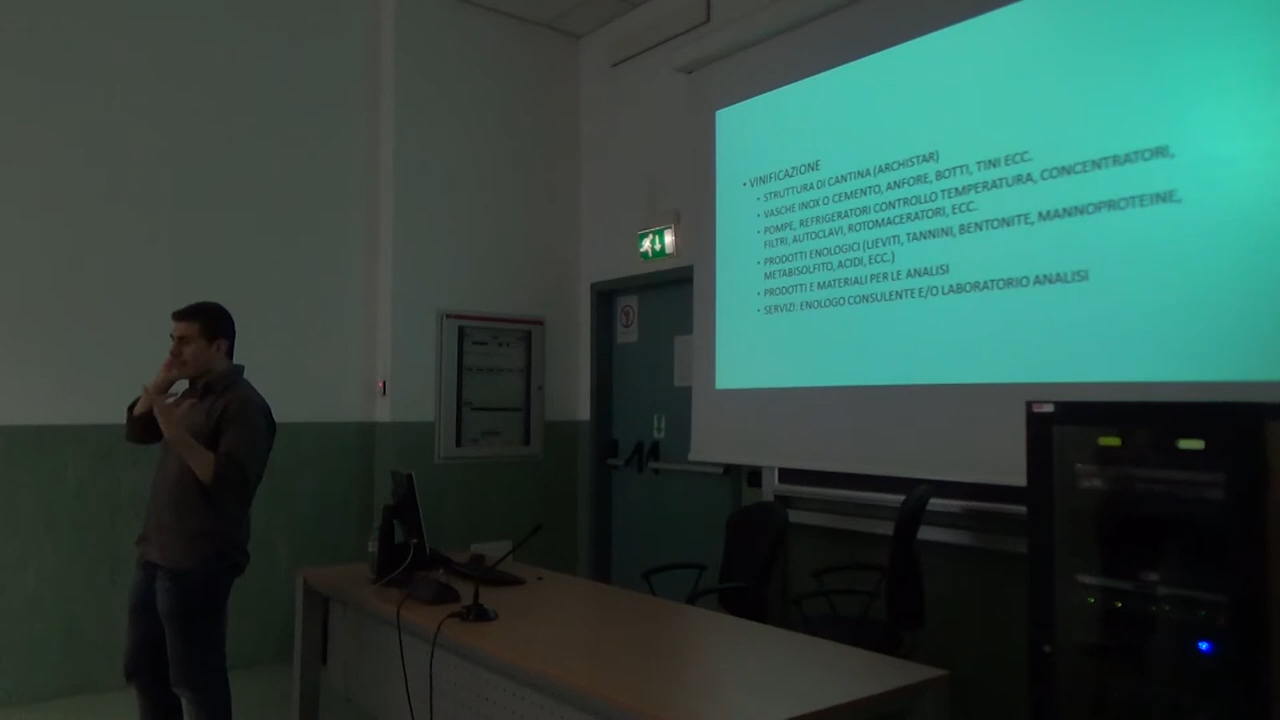 • VINIFICAZIONE
• STRUTTURA DI CANTINA (ARCHISTAR)
• VASCHE INOX O CEMENTO, ANFORE, BOTTI, TINI ECC.
• POMPE, REFRIGERATORI CONTROLLO TEMPERATURA, CONCENTRATORI,
FILTRI, AUTOCLAVI, ROTOMACERATORI, ECC.
• PRODOTTI ENOLOGICI (LIEVITI, TANNINI, BENTONITE, MANNOPROTEINE,
METABISOLFITO, ACIDI, ECC.)
• PRODOTTI E MATERIALI PER LE ANALISI
• SERVIZI: ENOLOGO CONSULENTE E/O LABORATORIO ANALISI